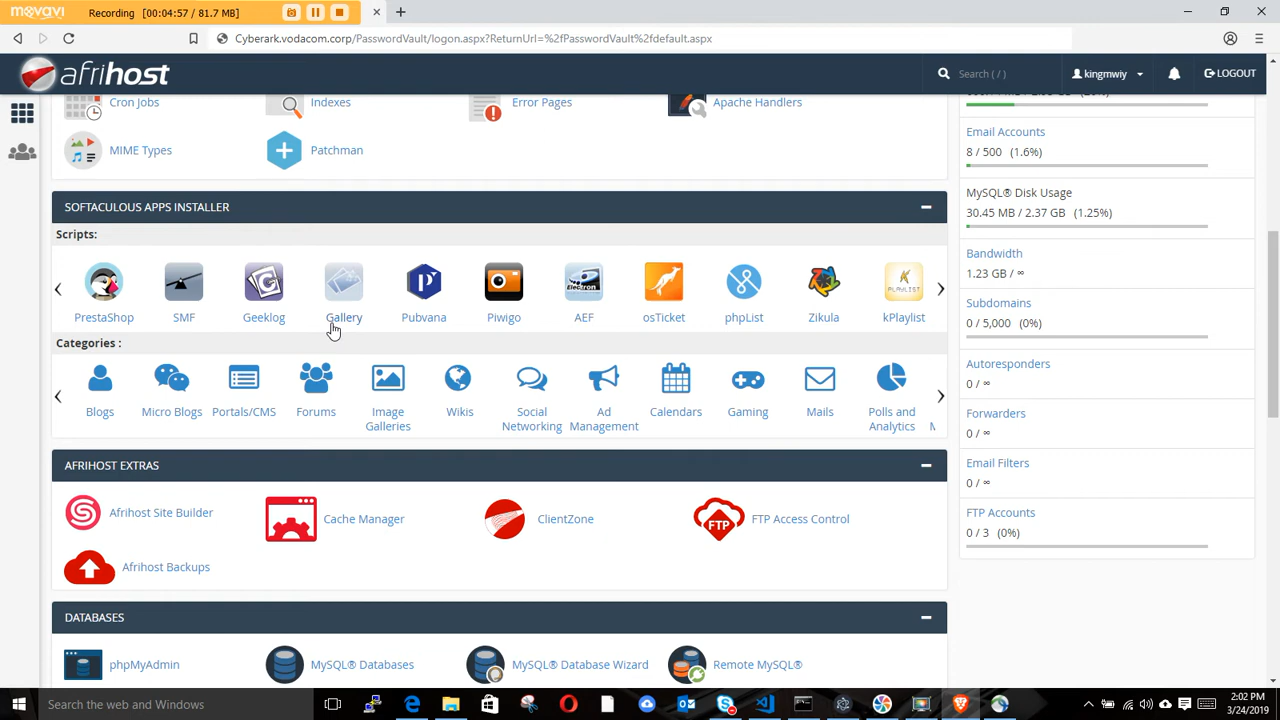 movavi Recording [00:04:57 / 81.7 MB]
Cyberark.vodacom.corp/PasswordVault/logon.aspx?ReturnUrl=%2fPasswordVault%2fdefault.aspx
afrihost Search ( / ) kingmwiy LOGOUT
Cron Jobs Indexes Error Pages Apache Handlers
MIME Types Patchman
SOFTACULOUS APPS INSTALLER
Scripts:
PrestaShop SMF Geeklog Gallery Pubvana Piwigo AEF osTicket phpList Zikula kPlaylist
Categories :
Blogs Micro Blogs Portals/CMS Forums Image Galleries Wikis Social Networking Ad Management Calendars Gaming Mails Polls and Analytics
AFRIHOST EXTRAS
Afrihost Site Builder Cache Manager ClientZone FTP FTP Access Control
Afrihost Backups
DATABASES
phpMyAdmin MySQL® Databases MySQL® Database Wizard Remote MySQL®
Email Accounts
8 / 500 (1.6%)
MySQL® Disk Usage
30.45 MB / 2.37 GB (1.25%)
Bandwidth
1.23 GB / ∞
Subdomains
0 / 5,000 (0%)
Autoresponders
0 / ∞
Forwarders
0 / ∞
Email Filters
0 / ∞
FTP Accounts
0 / 3 (0%)
Search the web and Windows
2:02 PM
3/24/2019